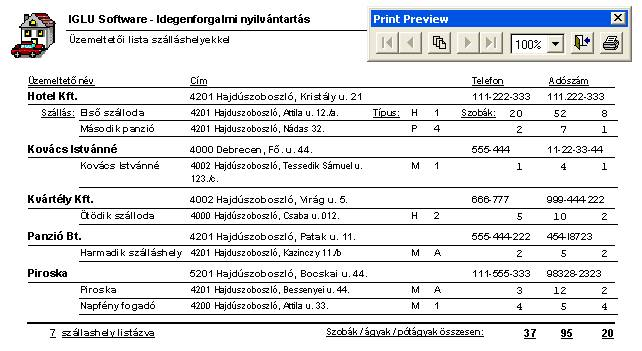 IGLU Software - Idegenforgalmi nyilvántartás
Üzemeltetői lista szálláshelyekkel
Print Preview
100%
Üzemeltető név Cím Telefon Adószám
Hotel Kft. 4201 Hajdúszoboszló, Kristály u. 21 111-222-333 111.222-333
Szállás: Első szálloda 4201 Hajdúszoboszló, Attila u. 12./a. Típus: H 1 Szobák: 20 52 8
Második panzió 4201 Hajdúszoboszló, Nádas 32. P 4 2 7 1
Kovács Istvánné 4000 Debrecen, Fő. u. 44. 555-444 11-22-33-44
Kovács Istvánné 4002 Hajdúszoboszló, Tessedik Sámuel u. M 1 1 4 1
123./c.
Kvártély Kft. 4002 Hajdúszoboszló, Virág u. 5. 666-777 999-444 222
Ötödik szálloda 4000 Hajdúszoboszló, Csaba u. 012. H 2 5 10 2
Panzió Bt. 4201 Hajdúszoboszló, Patak u. 11. 555-444-222 454-I8723
Harmadik szálláshely 4201 Hajdúszoboszló, Kazinczy 11/b M A 2 5 2
Piroska 5201 Hajdúszoboszló, Bocskai u. 44. 111-555-333 98328-2323
Piroska 4201 Hajdúszoboszló, Bessenyei u. 44. M A 3 12 2
Napfény fogadó 4200 Hajdúszoboszló, Attila u. 33. M 1 4 5 4
7 szállashely listázva Szobák / ágyak / pótágyak összesen: 37 95 20